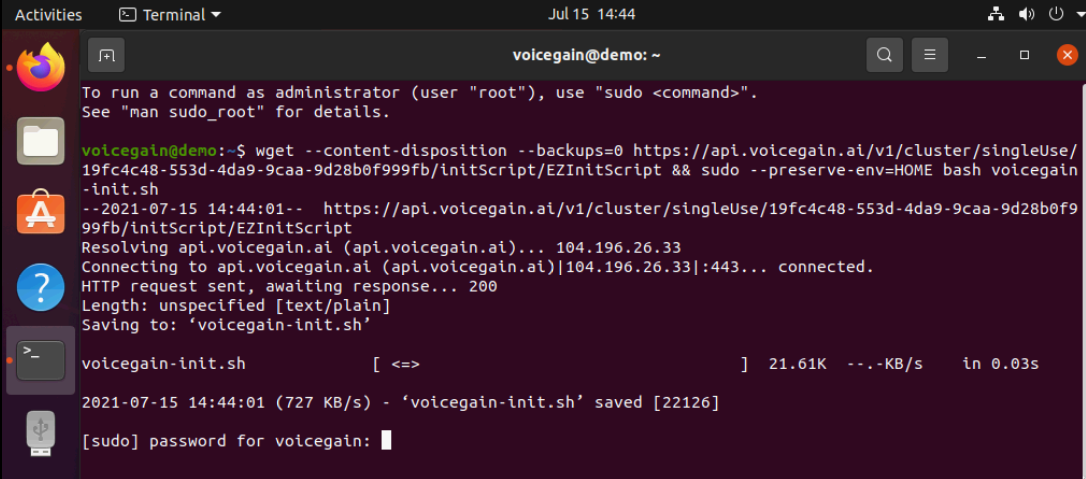 Activities Terminal Jul 15 14:44
voicegain@demo: ~
To run a command as administrator (user "root"), use "sudo <command>".
See "man sudo_root" for details.
voicegain@demo:~$ wget --content-disposition --backups=0 https://api.voicegain.ai/v1/cluster/singleUse/
19fc4c48-553d-4da9-9caa-9d28b0f999fb/initScript/EZInitScript && sudo --preserve-env=HOME bash voicegain
-init.sh
--2021-07-15 14:44:01--  https://api.voicegain.ai/v1/cluster/singleUse/19fc4c48-553d-4da9-9caa-9d28b0f9
99fb/initScript/EZInitScript
Resolving api.voicegain.ai (api.voicegain.ai)... 104.196.26.33
Connecting to api.voicegain.ai (api.voicegain.ai)|104.196.26.33|:443... connected.
HTTP request sent, awaiting response... 200
Length: unspecified [text/plain]
Saving to: ‘voicegain-init.sh’
voicegain-init.sh [ <=> ] 21.61K --.-KB/s in 0.03s
2021-07-15 14:44:01 (727 KB/s) - ‘voicegain-init.sh’ saved [22126]
[sudo] password for voicegain: